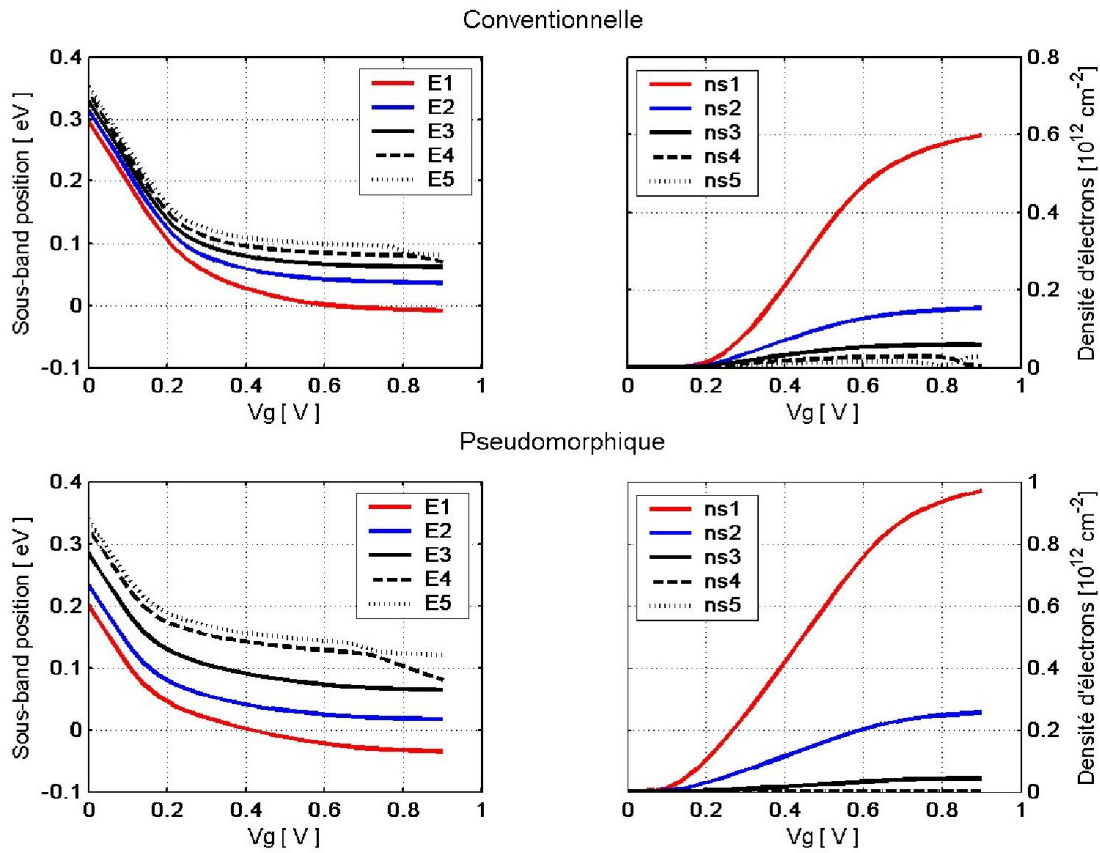 Conventionnelle
Sous-band position [ eV]
0.4
0.3
0.2
0.1
0
-0.1
E1
E2
E3
E4
E5
0 0.2 0.4 0.6 0.8 1
Vg [ V ]
ns1
ns2
ns3
ns4
ns5
0.8
0.6
0.4
0.2
0
Densité d'électrons [10¹² cm⁻²]
0 0.2 0.4 0.6 0.8 1
Vg [ V ]
Pseudomorphique
Sous-band position [ eV]
0.4
0.3
0.2
0.1
0
-0.1
E1
E2
E3
E4
E5
0 0.2 0.4 0.6 0.8 1
Vg [ V ]
ns1
ns2
ns3
ns4
ns5
1
0.8
0.6
0.4
0.2
0
Densité d'électrons [10¹² cm⁻²]
0 0.2 0.4 0.6 0.8 1
Vg [ V ]